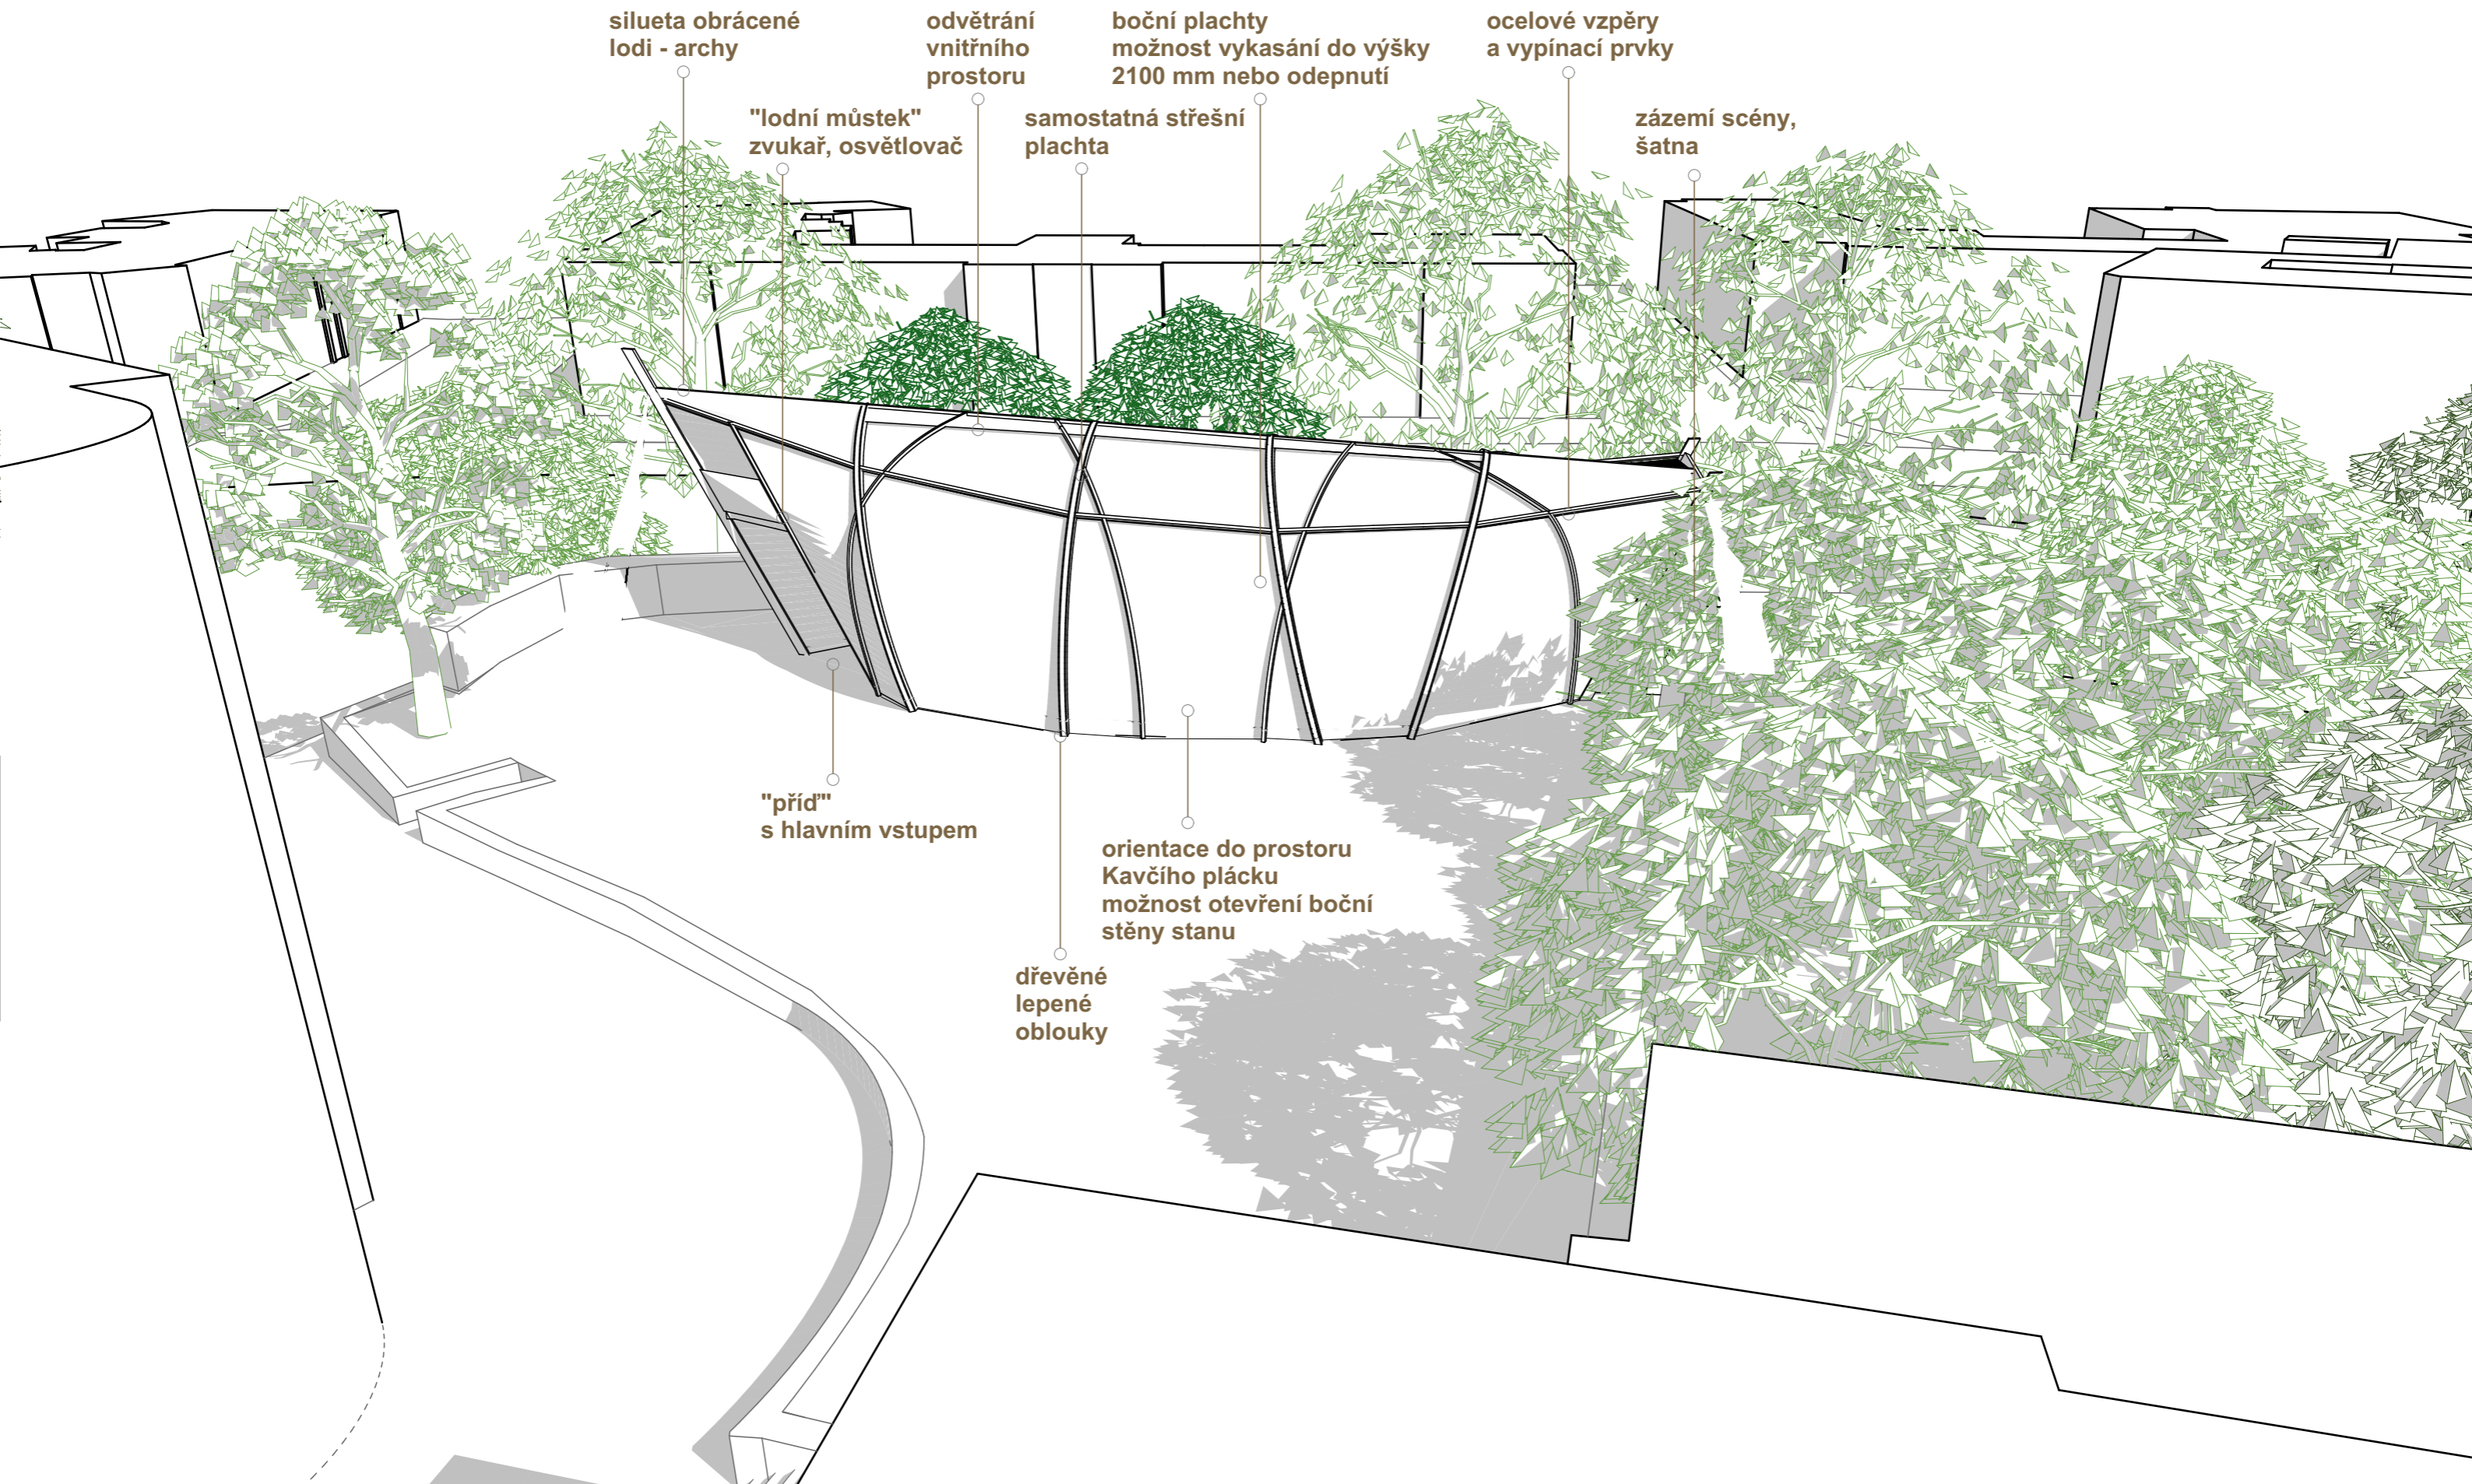 silueta obrácené
lodi - archy
odvětrání
vnitřního
prostoru
boční plachty
možnost vykasání do výšky
2100 mm nebo odepnutí
ocelové vzpěry
a vypínací prvky
"lodní můstek"
zvukař, osvětlovač
samostatná střešní
plachta
zázemí scény,
šatna
"příď"
s hlavním vstupem
orientace do prostoru
Kavčího plácku
možnost otevření boční
stěny stanu
dřevěné
lepené
oblouky